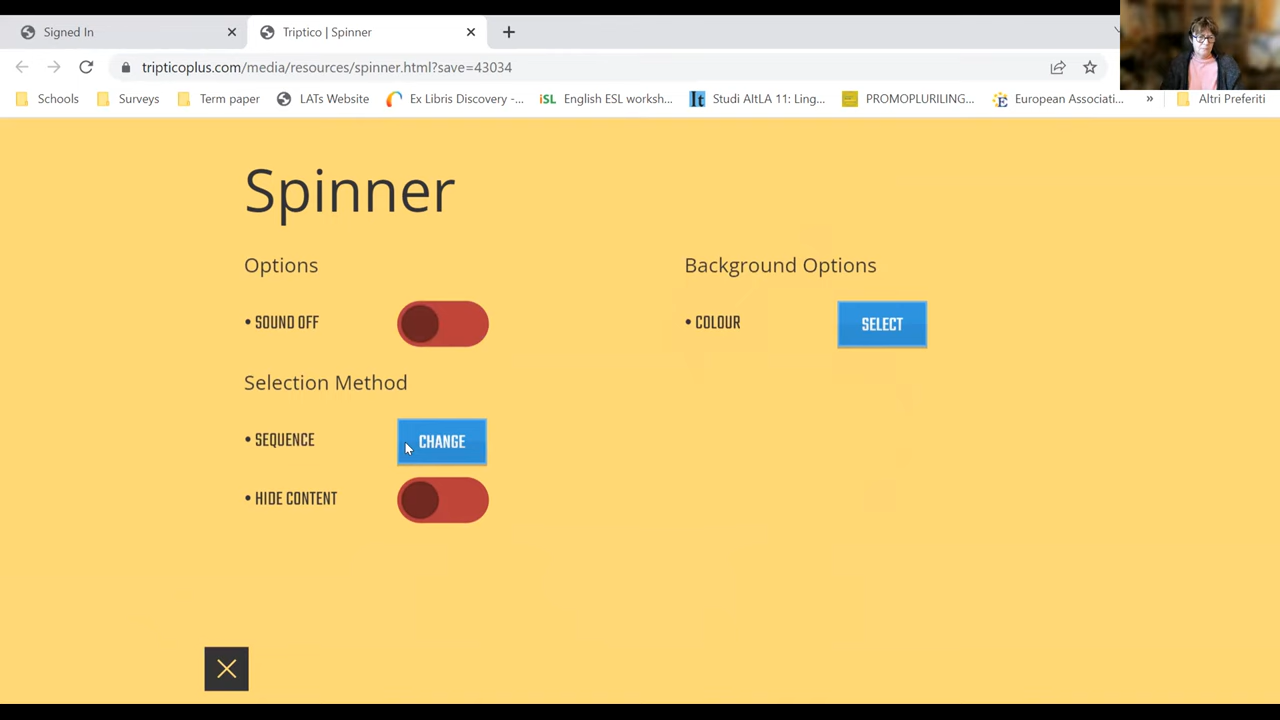 Signed In
Triptico | Spinner
tripticoplus.com/media/resources/spinner.html?save=43034
Schools Surveys Term paper LATs Website Ex Libris Discovery -... iSL English ESL worksh... It Studi AItLA 11: Ling... PROMOPLURILING... European Associati... » Altri Preferiti
Spinner
Options
Background Options
• SOUND OFF
• COLOUR
SELECT
Selection Method
• SEQUENCE
CHANGE
• HIDE CONTENT